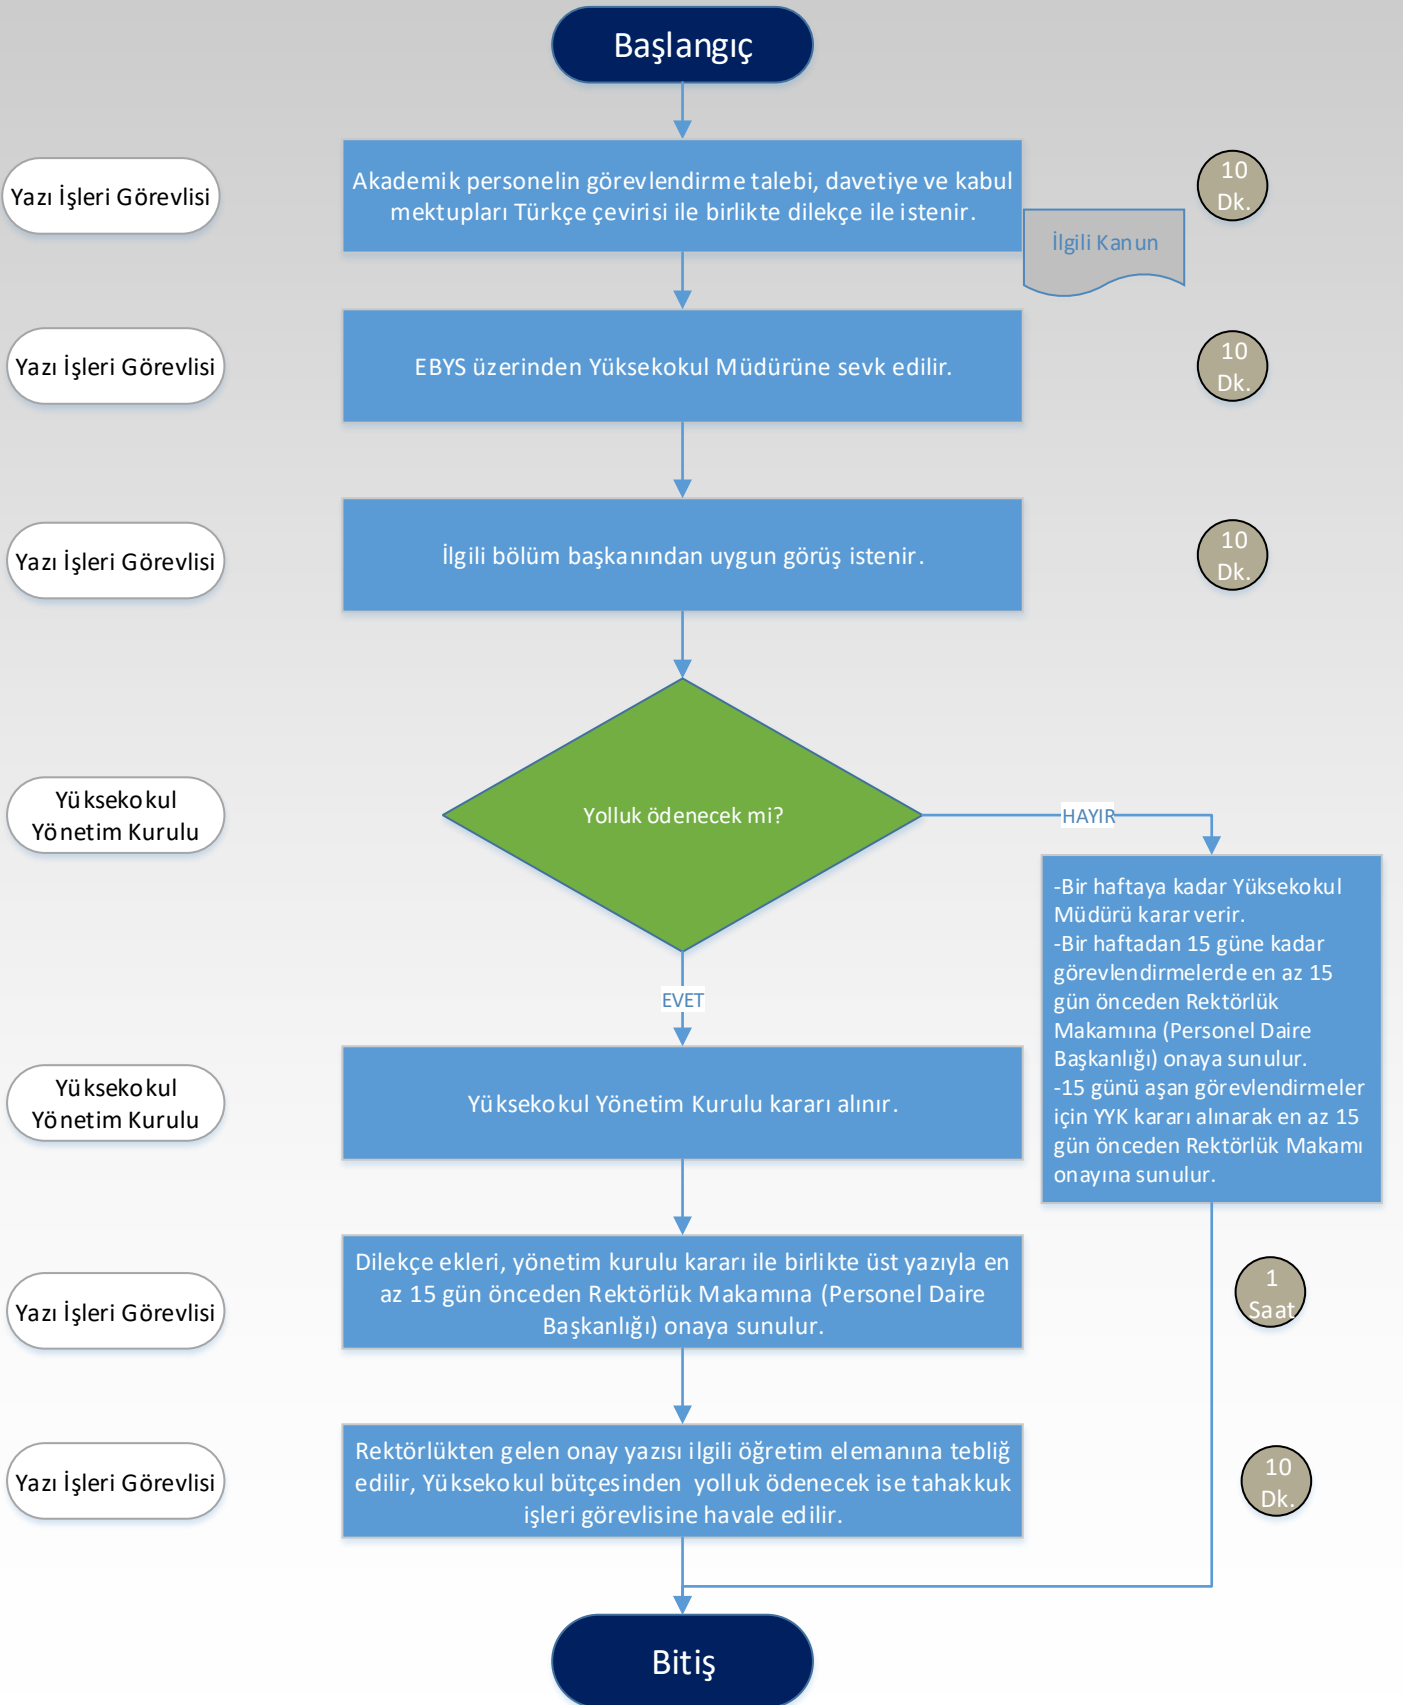 Başlangıç
Yazı İşleri Görevlisi
Akademik personelin görevlendirme talebi, davetiye ve kabul
mektupları Türkçe çevirisi ile birlikte dilekçe ile istenir.
10
Dk.
İlgili Kanun
Yazı İşleri Görevlisi
EBYS üzerinden Yüksekokul Müdürüne sevk edilir.
10
Dk.
Yazı İşleri Görevlisi
İlgili bölüm başkanından uygun görüş istenir.
10
Dk.
Yüksekokul
Yönetim Kurulu
Yolluk ödenecek mi?
HAYIR
-Bir haftaya kadar Yüksekokul
Müdürü karar verir.
-Bir haftadan 15 güne kadar
görevlendirmelerde en az 15
gün önceden Rektörlük
Makamına (Personel Daire
Başkanlığı) onaya sunulur.
-15 günü aşan görevlendirmeler
için YYK kararı alınarak en az 15
gün önceden Rektörlük Makamı
onayına sunulur.
EVET
Yüksekokul
Yönetim Kurulu
Yüksekokul Yönetim Kurulu kararı alınır.
Yazı İşleri Görevlisi
Dilekçe ekleri, yönetim kurulu kararı ile birlikte üst yazıyla en
az 15 gün önceden Rektörlük Makamına (Personel Daire
Başkanlığı) onaya sunulur.
1
Saat
Yazı İşleri Görevlisi
Rektörlükten gelen onay yazısı ilgili öğretim elemanına tebliğ
edilir, Yüksekokul bütçesinden  yolluk ödenecek ise tahakkuk
işleri görevlisine havale edilir.
10
Dk.
Bitiş